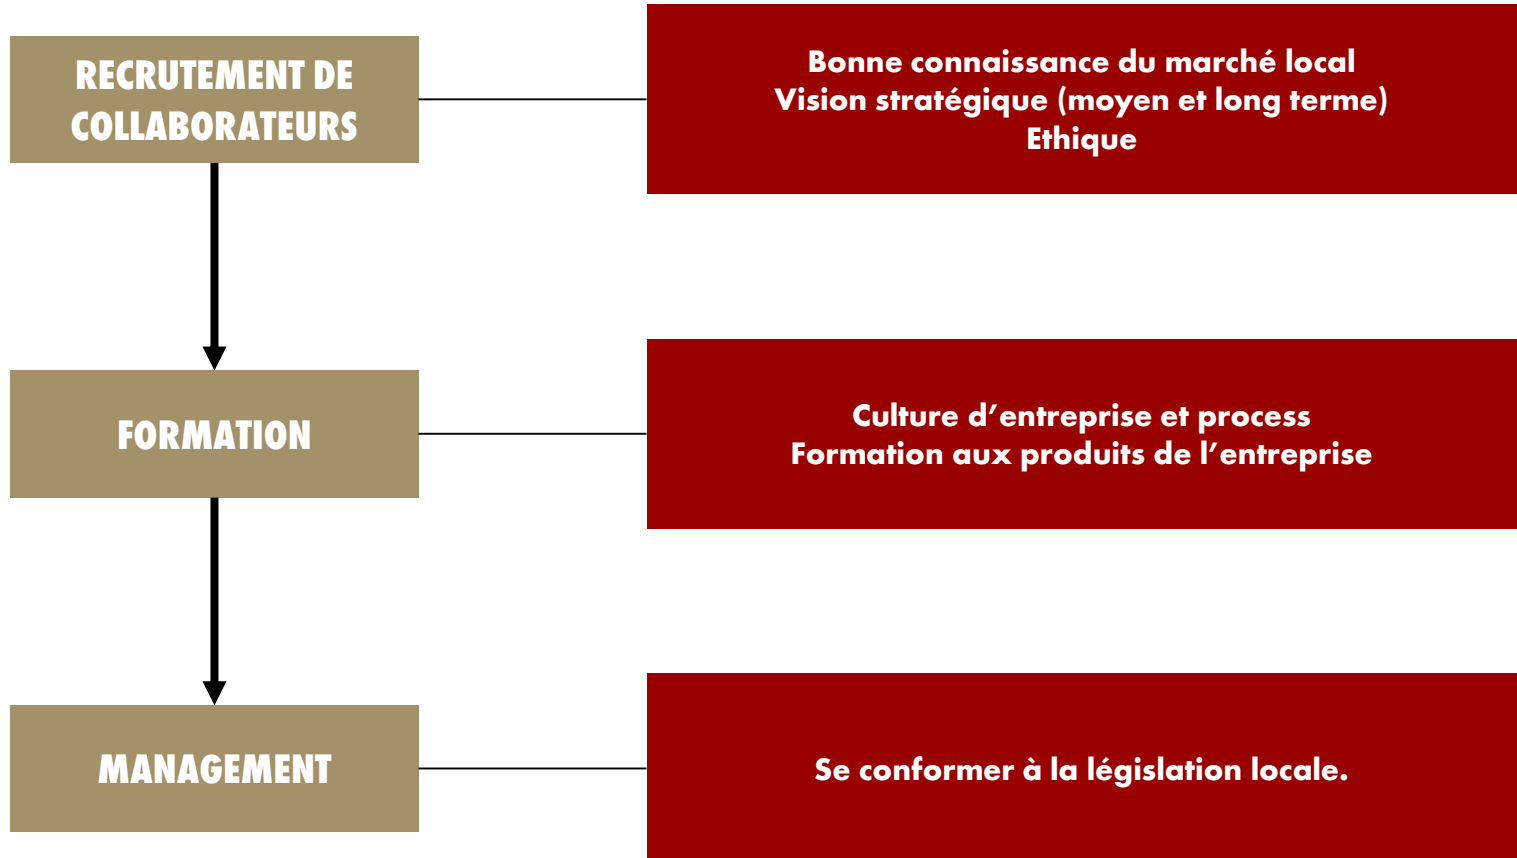 RECRUTEMENT DE
COLLABORATEURS
Bonne connaissance du marché local
Vision stratégique (moyen et long terme)
Ethique
FORMATION
Culture d’entreprise et process
Formation aux produits de l’entreprise
MANAGEMENT
Se conformer à la législation locale.